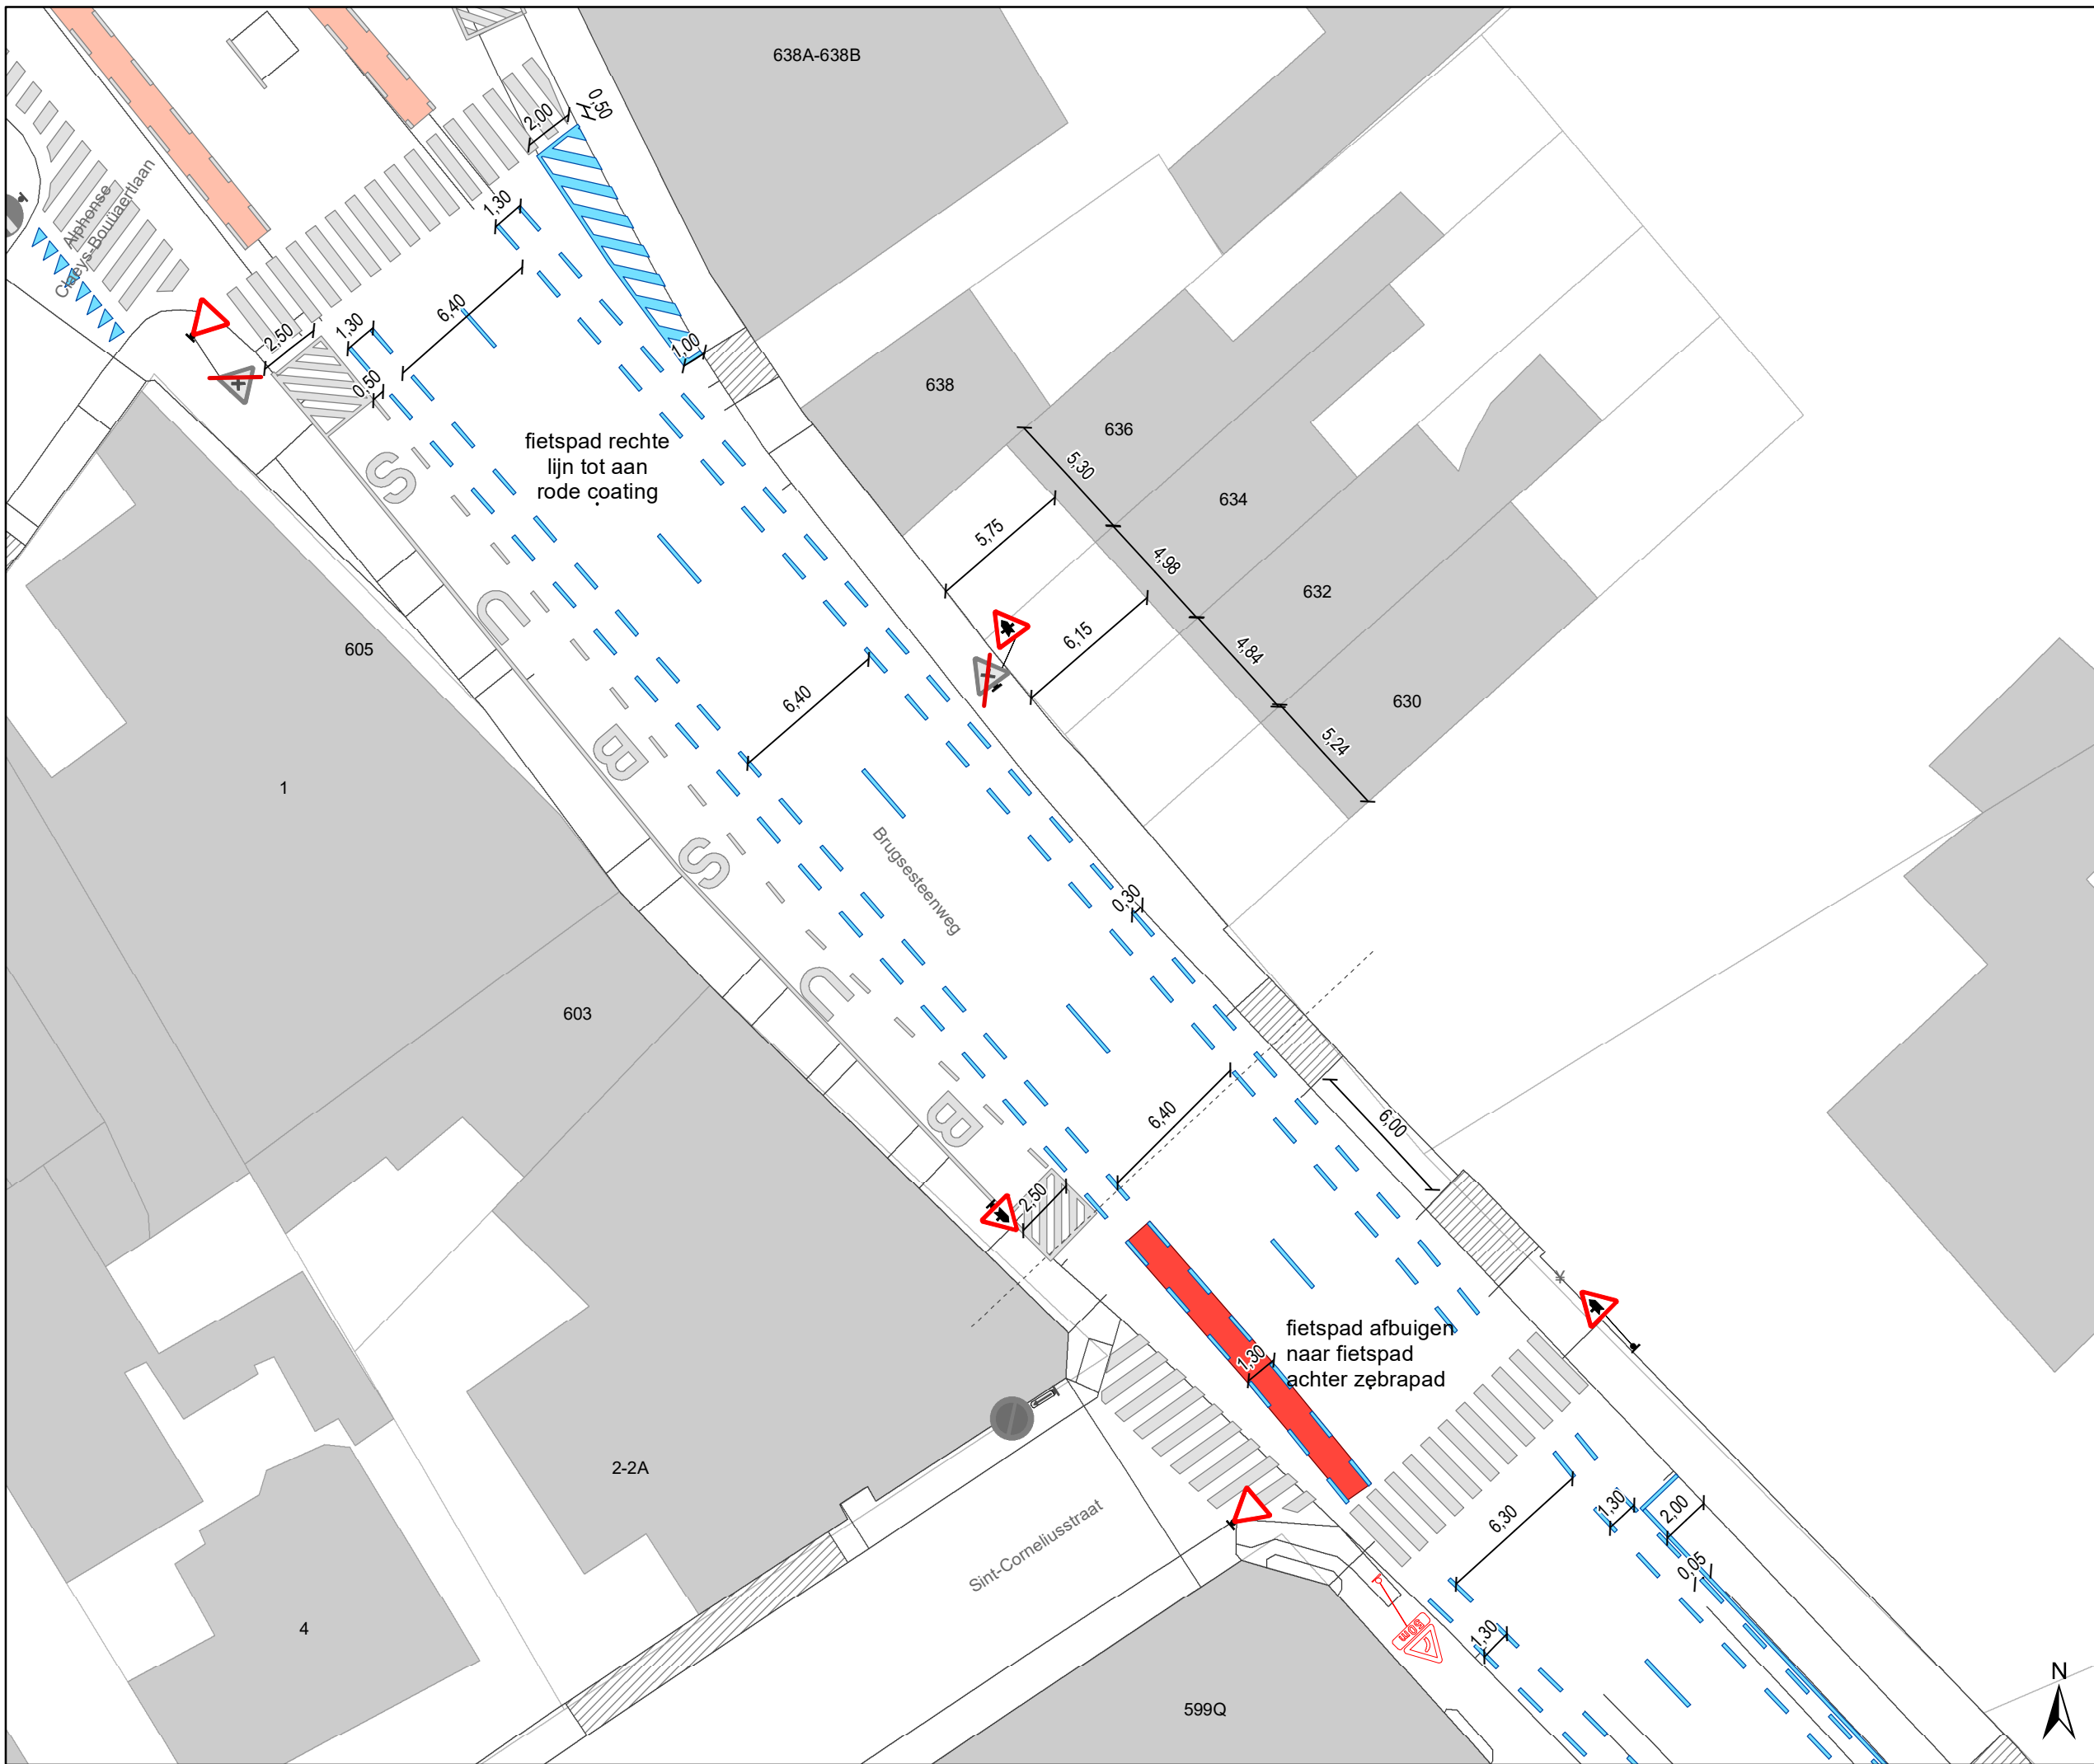 638A-638B
0,50
2,00
Alphonse
Claeys-Bouüaertlaan
1,30
6,40
1,30
2,50
1,00
0,50
638
636
fietspad rechte
lijn tot aan
rode coating
5,30
634
5,75
4,98
632
6,15
605
4,84
630
6,40
5,24
1
BUS
BUS
Brugsesteenweg
0,30
603
6,40
6,00
2,50
fietspad afbuigen
naar fietspad
achter zebrapad
1,30
2-2A
6,30
1,30
2,00
0,05
Sint-Corneliusstraat
60m
1,30
4
599Q
N